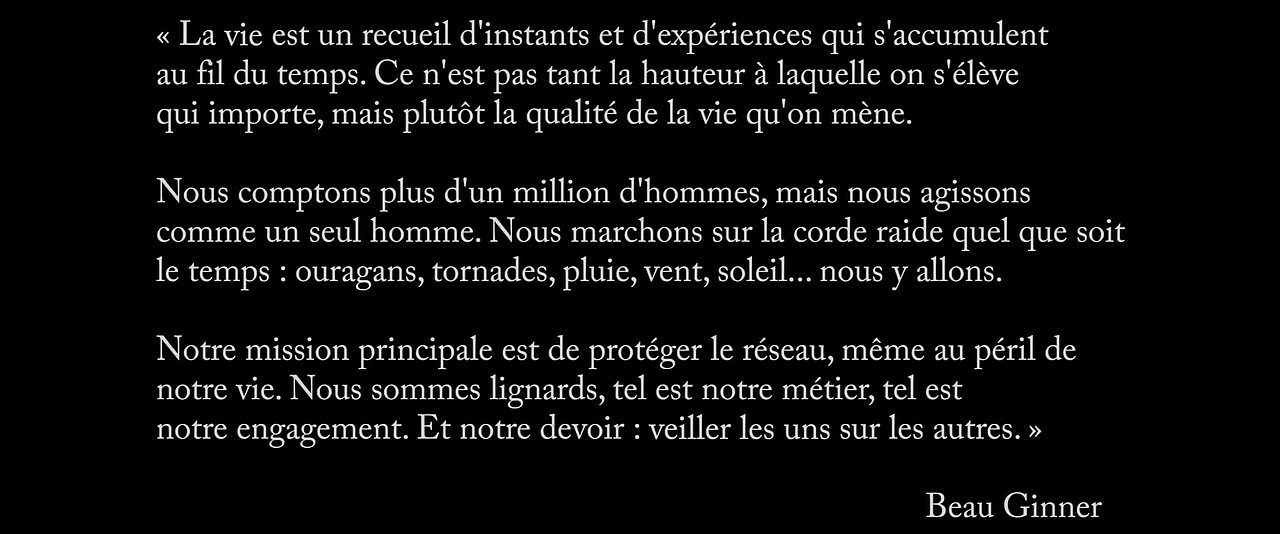 « La vie est un recueil d'instants et d'expériences qui s'accumulent
au fil du temps. Ce n'est pas tant la hauteur à laquelle on s'élève
qui importe, mais plutôt la qualité de la vie qu'on mène.
Nous comptons plus d'un million d'hommes, mais nous agissons
comme un seul homme. Nous marchons sur la corde raide quel que soit
le temps : ouragans, tornades, pluie, vent, soleil... nous y allons.
Notre mission principale est de protéger le réseau, même au péril de
notre vie. Nous sommes lignards, tel est notre métier, tel est
notre engagement. Et notre devoir : veiller les uns sur les autres. »
Beau Ginner